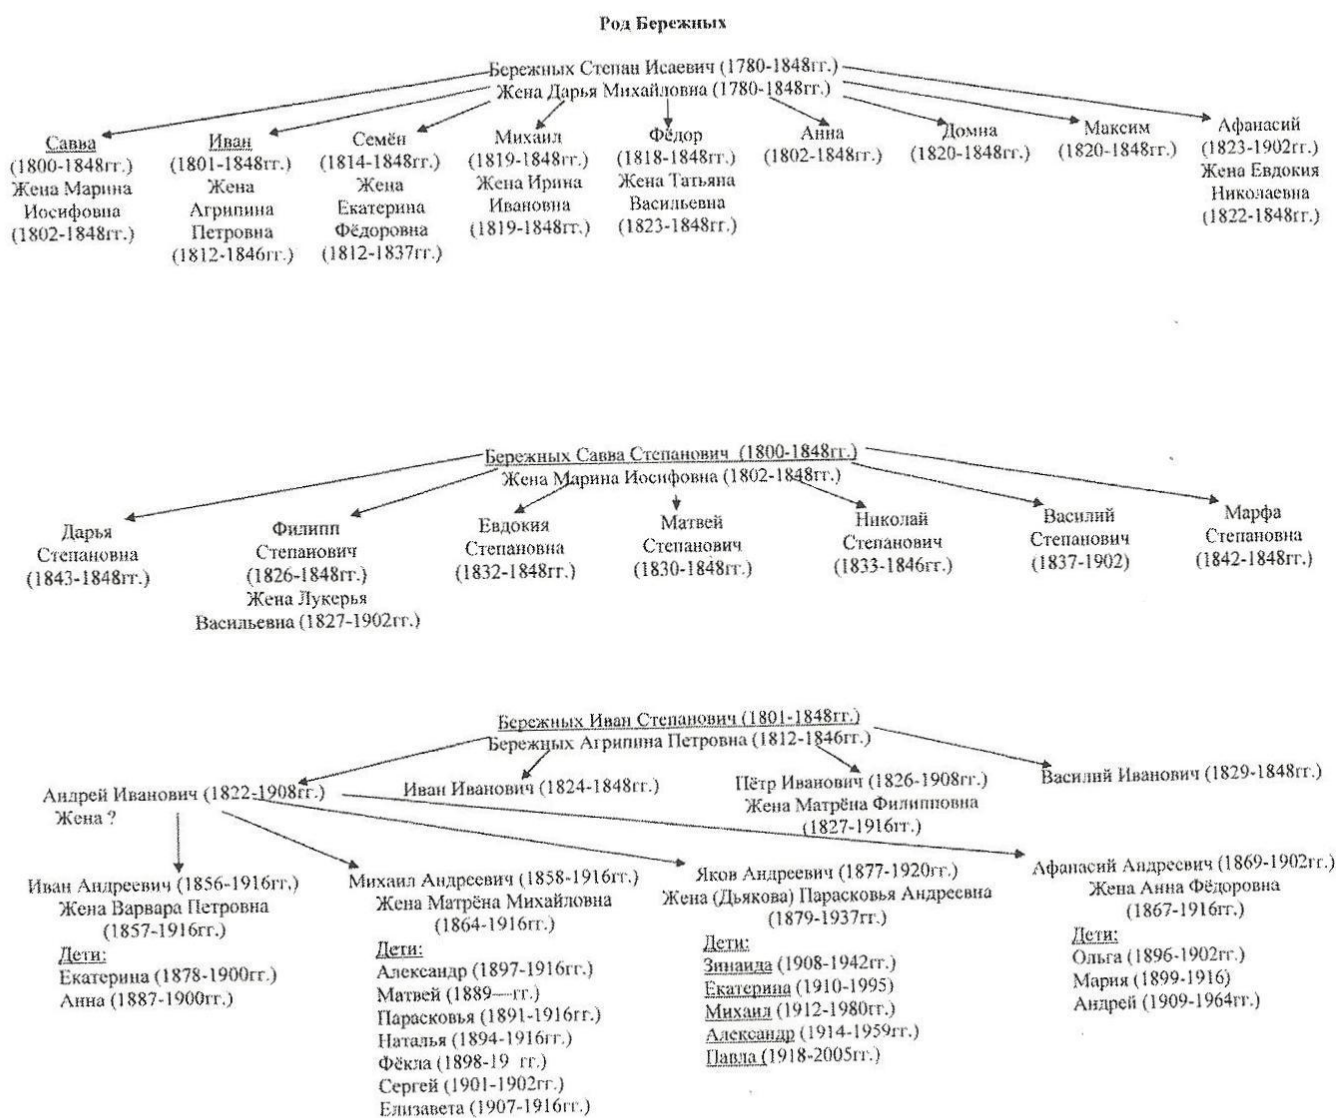 Род Бережных
Бережных Степан Исаевич (1780-1848гг.)
Жена Дарья Михайловна (1780-1848гг.)
Савва
(1800-1848гг.)
Жена Марина
Иосифовна
(1802-1848гг.)
Иван
(1801-1848гг.)
Жена
Агрипина
Петровна
(1812-1846гг.)
Семён
(1814-1848гг.)
Жена
Екатерина
Фёдоровна
(1812-1837гг.)
Михаил
(1819-1848гг.)
Жена Ирина
Ивановна
(1819-1848гг.)
Фёдор
(1818-1848гг.)
Жена Татьяна
Васильевна
(1823-1848гг.)
Анна
(1802-1848гг.)
Домна
(1820-1848гг.)
Максим
(1820-1848гг.)
Афанасий
(1823-1902гг.)
Жена Евдокия
Николаевна
(1822-1848гг.)
Бережных Савва Степанович (1800-1848гг.)
Жена Марина Иосифовна (1802-1848гг.)
Дарья
Степановна
(1843-1848гг.)
Филипп
Степанович
(1826-1848гг.)
Жена Лукерья
Васильевна (1827-1902гг.)
Евдокия
Степановна
(1832-1848гг.)
Матвей
Степанович
(1830-1848гг.)
Николай
Степанович
(1833-1846гг.)
Василий
Степанович
(1837-1902)
Марфа
Степановна
(1842-1848гг.)
Бережных Иван Степанович (1801-1848гг.)
Бережных Агрипина Петровна (1812-1846гг.)
Андрей Иванович (1822-1908гг.)
Жена ?
Иван Иванович (1824-1848гг.)
Пётр Иванович (1826-1908гг.)
Жена Матрёна Филипповна
(1827-1916гг.)
Василий Иванович (1829-1848гг.)
Иван Андреевич (1856-1916гг.)
Жена Варвара Петровна
(1857-1916гг.)
Дети:
Екатерина (1878-1900гг.)
Анна (1887-1900гг.)
Михаил Андреевич (1858-1916гг.)
Жена Матрёна Михайловна
(1864-1916гг.)
Дети:
Александр (1897-1916гг.)
Матвей (1889—гг.)
Парасковья (1891-1916гг.)
Наталья (1894-1916гг.)
Фёкла (1898-19 гг.)
Сергей (1901-1902гг.)
Елизавета (1907-1916гг.)
Яков Андреевич (1877-1920гг.)
Жена (Дьякова) Парасковья Андреевна
(1879-1937гг.)
Дети:
Зинаида (1908-1942гг.)
Екатерина (1910-1995)
Михаил (1912-1980гг.)
Александр (1914-1959гг.)
Павла (1918-2005гг.)
Афанасий Андреевич (1869-1902гг.)
Жена Анна Фёдоровна
(1867-1916гг.)
Дети:
Ольга (1896-1902гг.)
Мария (1899-1916)
Андрей (1909-1964гг.)